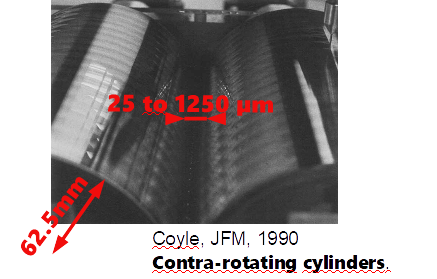 25 to 1250 μm
62.5mm
Coyle, JFM, 1990
Contra-rotating cylinders.